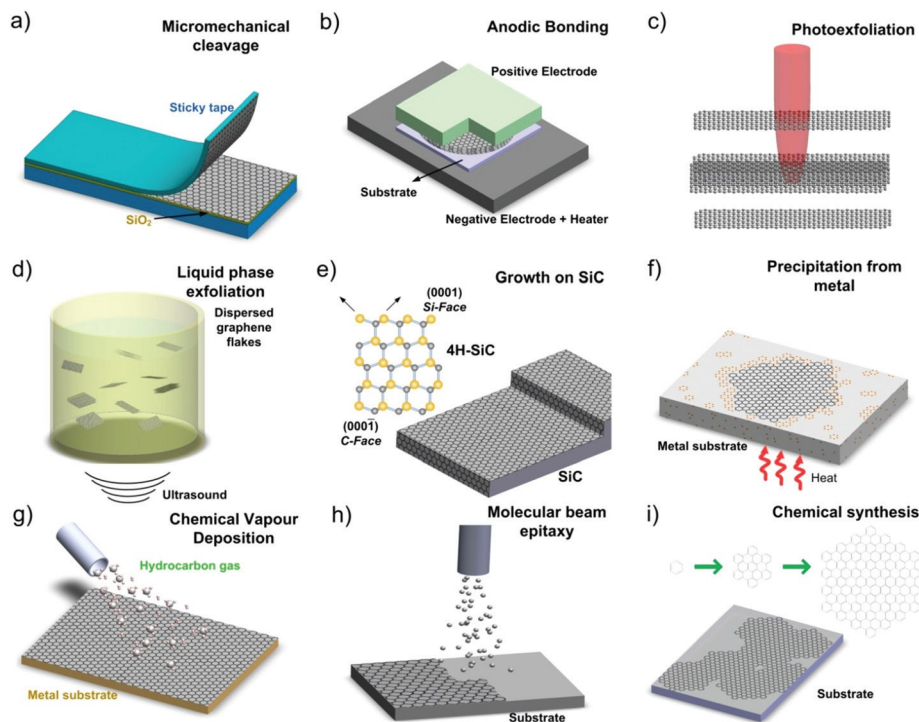 a)
Micromechanical
cleavage
Sticky tape
SiO₂
b)
Anodic Bonding
Positive Electrode
Substrate
Negative Electrode + Heater
c)
Photoexfoliation
d)
Liquid phase
exfoliation
Dispersed
graphene
flakes
Ultrasound
e)
Growth on SiC
(0001)
Si-Face
4H-SiC
(0001̅)
C-Face
SiC
f)
Precipitation from
metal
Metal substrate
Heat
g)
Chemical Vapour
Deposition
Hydrocarbon gas
Metal substrate
h)
Molecular beam
epitaxy
Substrate
i)
Chemical synthesis
Substrate